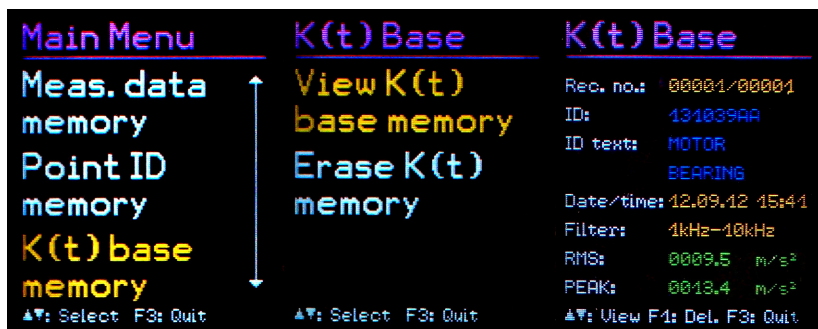 Main Menu
Meas. data
memory
Point ID
memory
K(t) base
memory
▲▼: Select F3: Quit
K(t) Base
View K(t)
base memory
Erase K(t)
memory
▲▼: Select F3: Quit
K(t) Base
Rec. no.: 00001/00001
ID: 131039AA
ID text: MOTOR
BEARING
Date/time: 12.09.12 15:41
Filter: 1kHz-10kHz
RMS: 0009.5 m/s²
PEAK: 0013.4 m/s²
▲▼: View F1: Del. F3: Quit